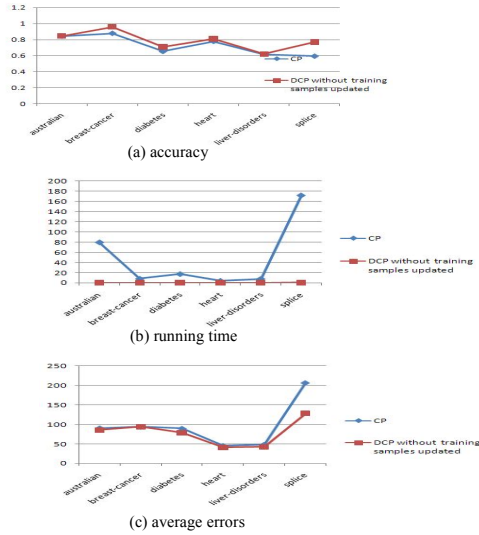 1.2
1
0.8
0.6
0.4
0.2
0
CP
DCP without training
samples updated
australian
breast-cancer
diabetes
heart
liver-disorders
splice
(a) accuracy
200
180
160
140
120
100
80
60
40
20
0
CP
DCP without training
samples updated
australian
breast-cancer
diabetes
heart
liver-disorders
splice
(b) running time
250
200
150
100
50
0
CP
DCP without training
samples updated
australian
breast-cancer
diabetes
heart
liver-disorders
splice
(c) average errors